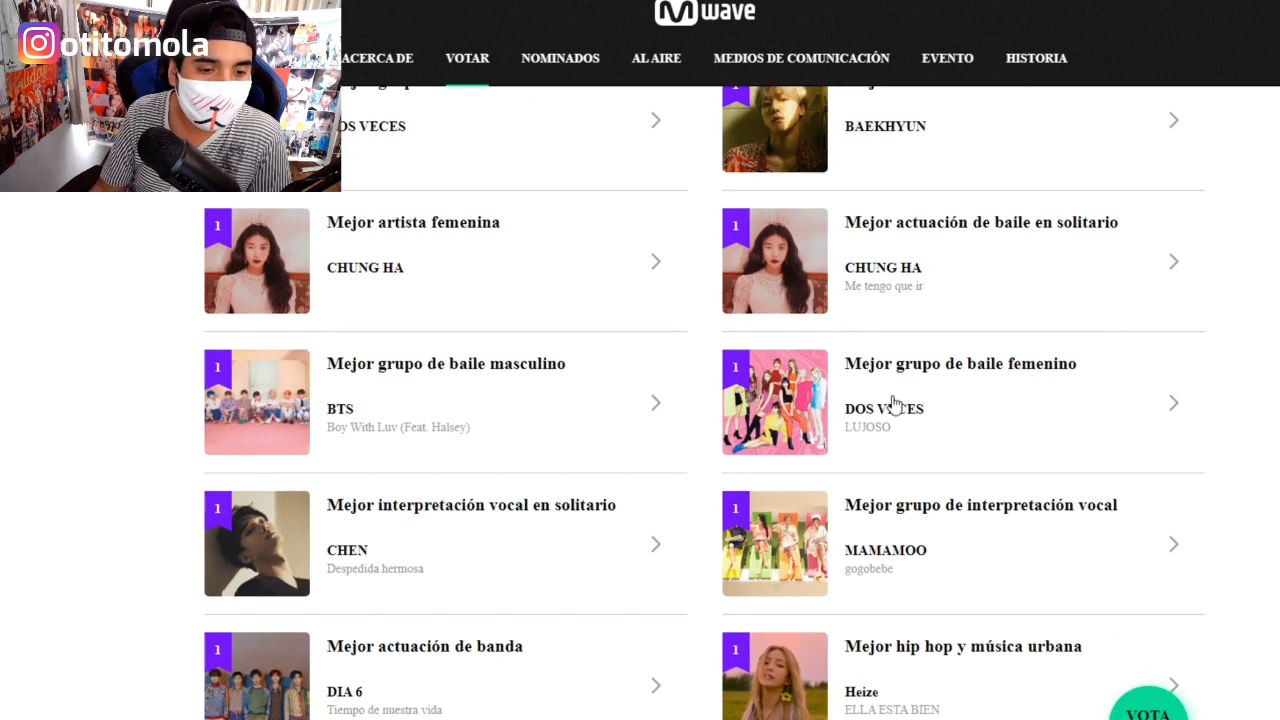 otitomola
Mwave
ACERCA DE
VOTAR
NOMINADOS
AL AIRE
MEDIOS DE COMUNICACIÓN
EVENTO
HISTORIA
OS VECES
BAEKHYUN
1
Mejor artista femenina
CHUNG HA
1
Mejor actuación de baile en solitario
CHUNG HA
Me tengo que ir
1
Mejor grupo de baile masculino
BTS
Boy With Luv (Feat. Halsey)
1
Mejor grupo de baile femenino
DOS VECES
LUJOSO
1
Mejor interpretación vocal en solitario
CHEN
Despedida hermosa
1
Mejor grupo de interpretación vocal
MAMAMOO
gogobebe
1
Mejor actuación de banda
DIA 6
Tiempo de nuestra vida
1
Mejor hip hop y música urbana
Heize
ELLA ESTA BIEN
VOTA